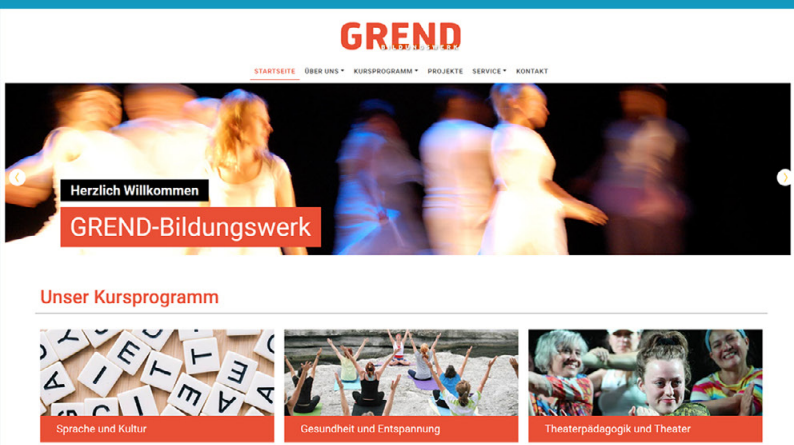 GREND
BILDUNGSWERK
STARTSEITE ÜBER UNS KURSPROGRAMM PROJEKTE SERVICE KONTAKT
Herzlich Willkommen
GREND-Bildungswerk
Unser Kursprogramm
Sprache und Kultur Gesundheit und Entspannung Theaterpädagogik und Theater